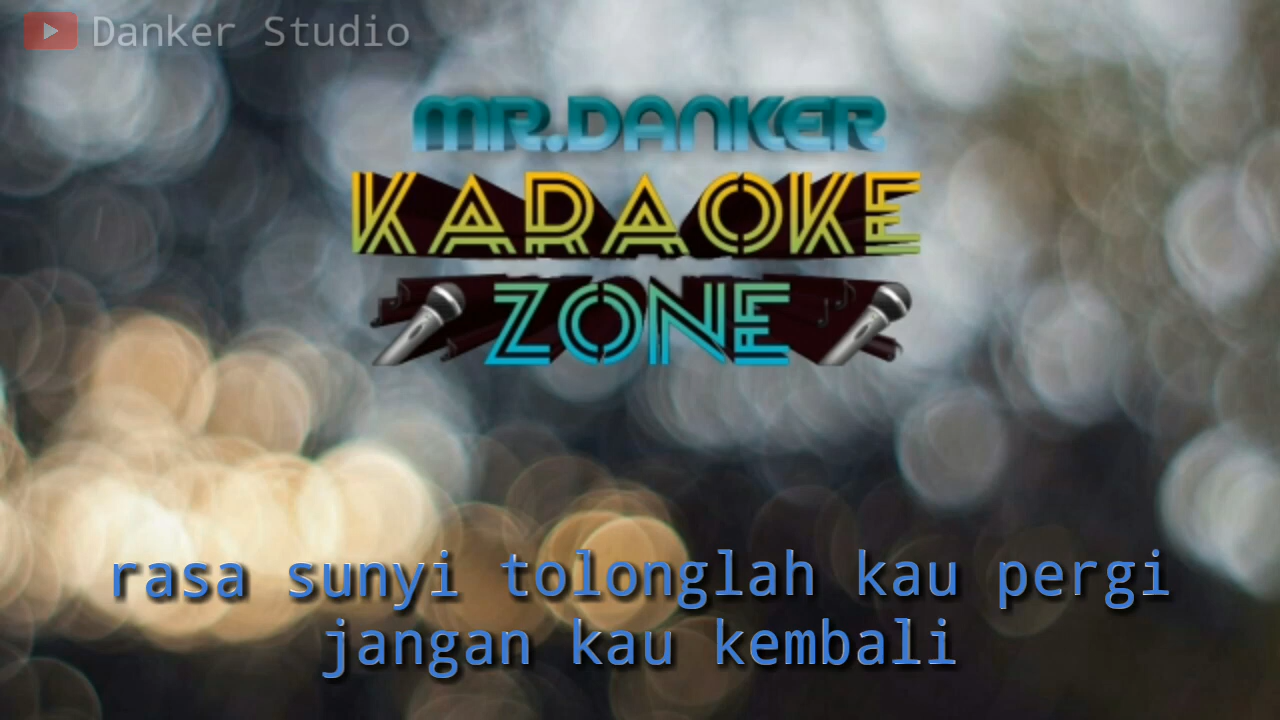 Danker Studio
MR.DANKER
KARAOKE
ZONE
rasa sunyi tolonglah kau pergi
jangan kau kembali